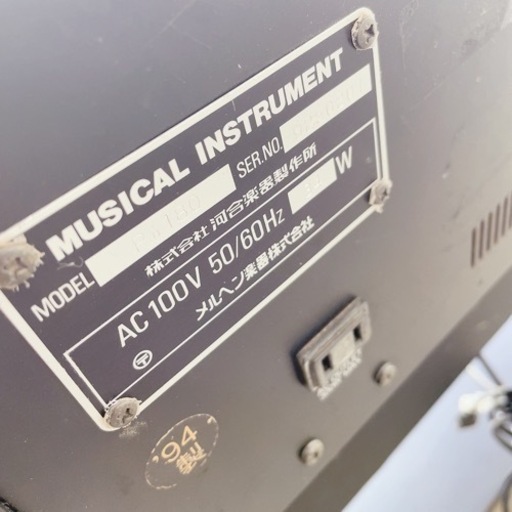 MUSICAL INSTRUMENT
MODEL SER.NO.
株式会社 河合楽器製作所
AC 100V 50/60Hz W
メルヘン楽器株式会社
〶
'94
製